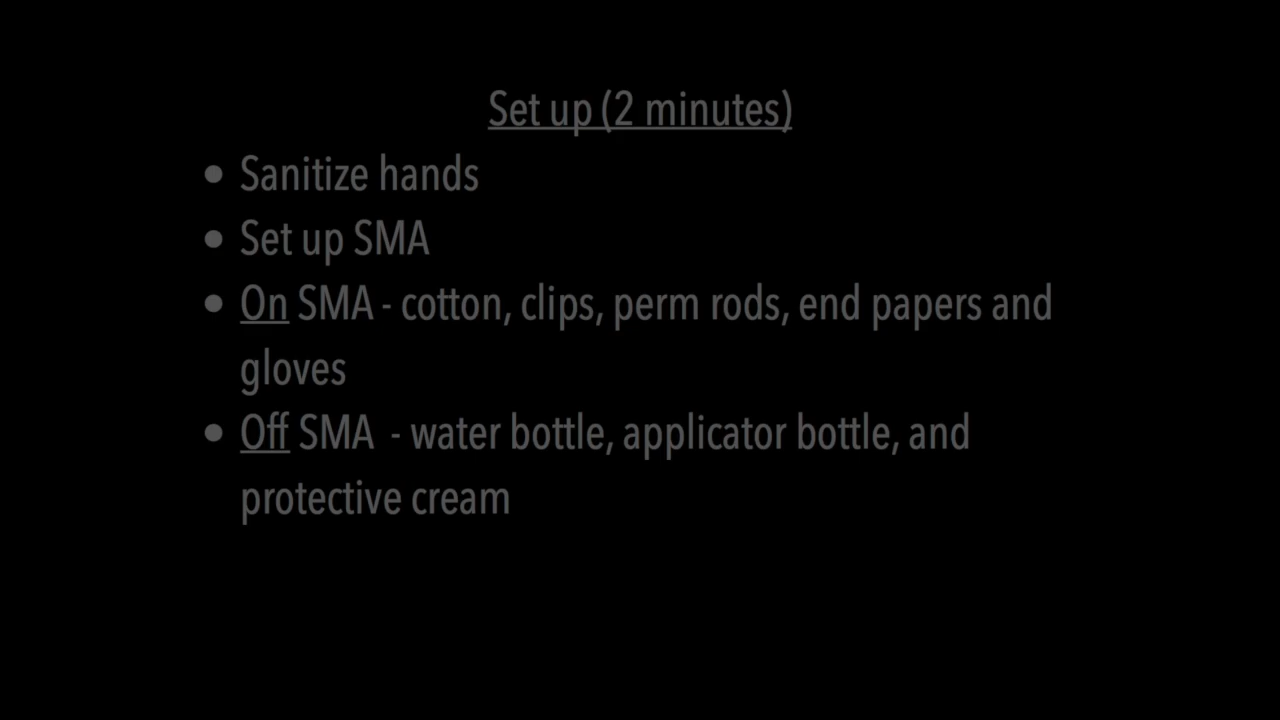 Set up (2 minutes)
• Sanitize hands
• Set up SMA
• On SMA - cotton, clips, perm rods, end papers and
gloves
• Off SMA - water bottle, applicator bottle, and
protective cream